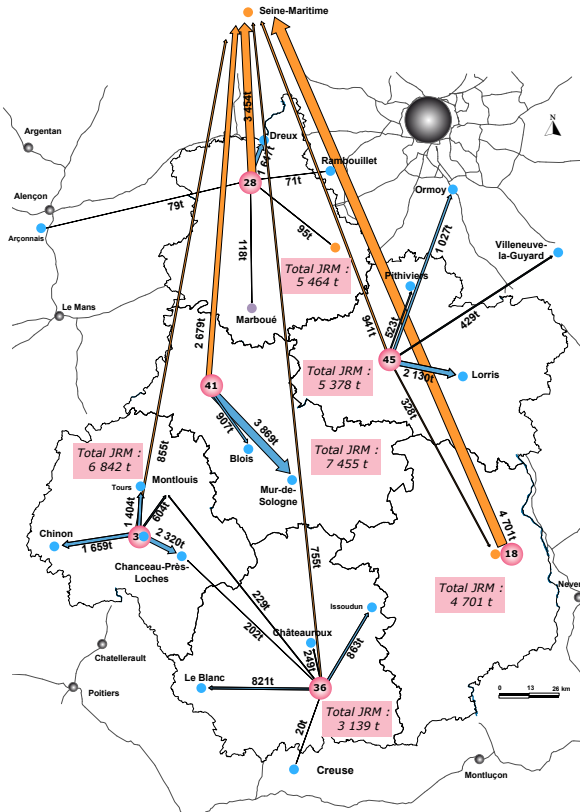 Seine-Maritime
3 454t
Argentan
Dreux
1 647t
Rambouillet
N
28
71t
Alençon
Ormoy
79t
Arçonnais
95t
1 027t
118t
Villeneuve-
la-Guyard
Total JRM :
5 464 t
Pithiviers
Le Mans
Marboué
941t
523t
429t
2 679t
45
Total JRM :
5 378 t
2 130t
Lorris
41
328t
3 869t
907t
Total JRM :
6 842 t
855t
Blois
Total JRM :
7 455 t
Montlouis
Tours
Mur-de-
Sologne
1 404t
604t
4 701t
Chinon
3
2 320t
1 659t
18
Chanceau-Près-
Loches
755t
Total JRM :
4 701 t
Never
229t
202t
Issoudun
Châteauroux
249t
863t
Chatellerault
Le Blanc
821t
36
Poitiers
0 13 26 km
Total JRM :
3 139 t
20t
Creuse
Montluçon